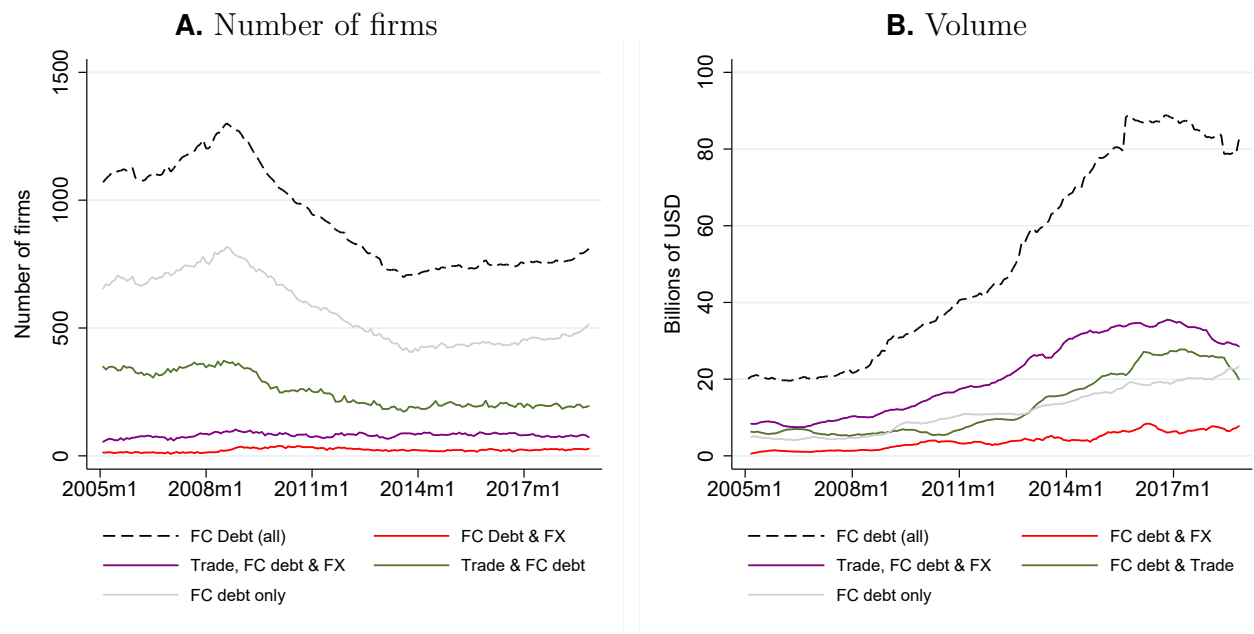 A. Number of firms
1500
1000
500
0
Number of firms
2005m1 2008m1 2011m1 2014m1 2017m1
FC Debt (all) FC Debt & FX
Trade, FC debt & FX Trade & FC debt
FC debt only
B. Volume
100
80
60
40
20
0
Billions of USD
2005m1 2008m1 2011m1 2014m1 2017m1
FC debt (all) FC debt & FX
Trade, FC debt & FX FC debt & Trade
FC debt only